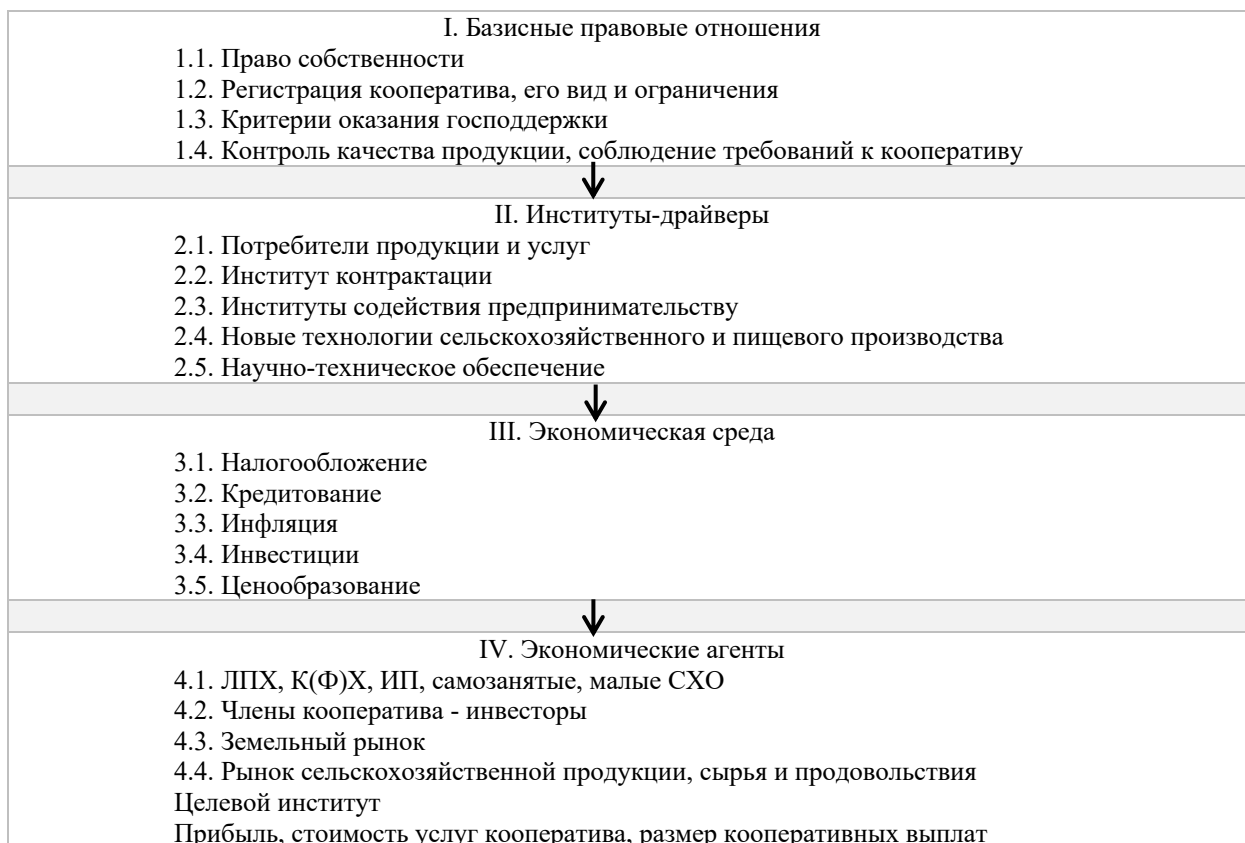 I. Базисные правовые отношения
1.1. Право собственности
1.2. Регистрация кооператива, его вид и ограничения
1.3. Критерии оказания господдержки
1.4. Контроль качества продукции, соблюдение требований к кооперативу
II. Институты-драйверы
2.1. Потребители продукции и услуг
2.2. Институт контрактации
2.3. Институты содействия предпринимательству
2.4. Новые технологии сельскохозяйственного и пищевого производства
2.5. Научно-техническое обеспечение
III. Экономическая среда
3.1. Налогообложение
3.2. Кредитование
3.3. Инфляция
3.4. Инвестиции
3.5. Ценообразование
IV. Экономические агенты
4.1. ЛПХ, К(Ф)Х, ИП, самозанятые, малые СХО
4.2. Члены кооператива - инвесторы
4.3. Земельный рынок
4.4. Рынок сельскохозяйственной продукции, сырья и продовольствия
Целевой институт
Прибыль, стоимость услуг кооператива, размер кооперативных выплат